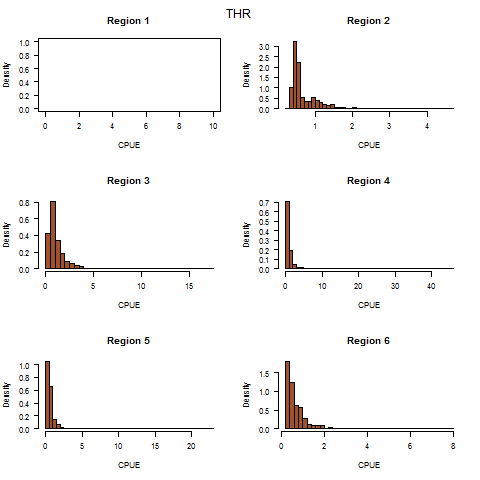 THR
Region 1
Density
0.0 0.2 0.4 0.6 0.8 1.0
0 2 4 6 8 10
CPUE
Region 2
Density
0.0 0.5 1.0 1.5 2.0 2.5 3.0
1 2 3 4
CPUE
Region 3
Density
0.0 0.2 0.4 0.6 0.8
0 5 10 15
CPUE
Region 4
Density
0.0 0.1 0.2 0.3 0.4 0.5 0.6 0.7
0 10 20 30 40
CPUE
Region 5
Density
0.0 0.2 0.4 0.6 0.8 1.0
0 5 10 15 20
CPUE
Region 6
Density
0.0 0.5 1.0 1.5
0 2 4 6 8
CPUE